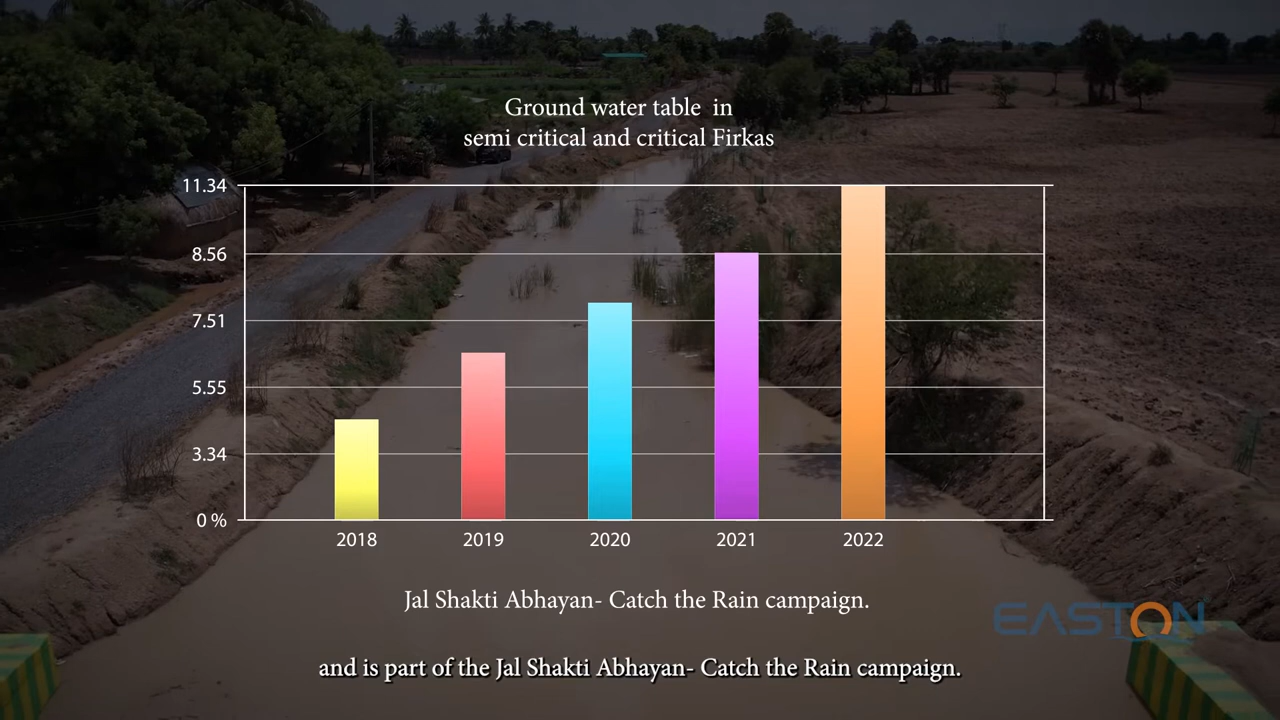 Ground water table in
semi critical and critical Firkas
11.34
8.56
7.51
5.55
3.34
0 %
2018 2019 2020 2021 2022
Jal Shakti Abhayan- Catch the Rain campaign.
EASTON
and is part of the Jal Shakti Abhayan- Catch the Rain campaign.